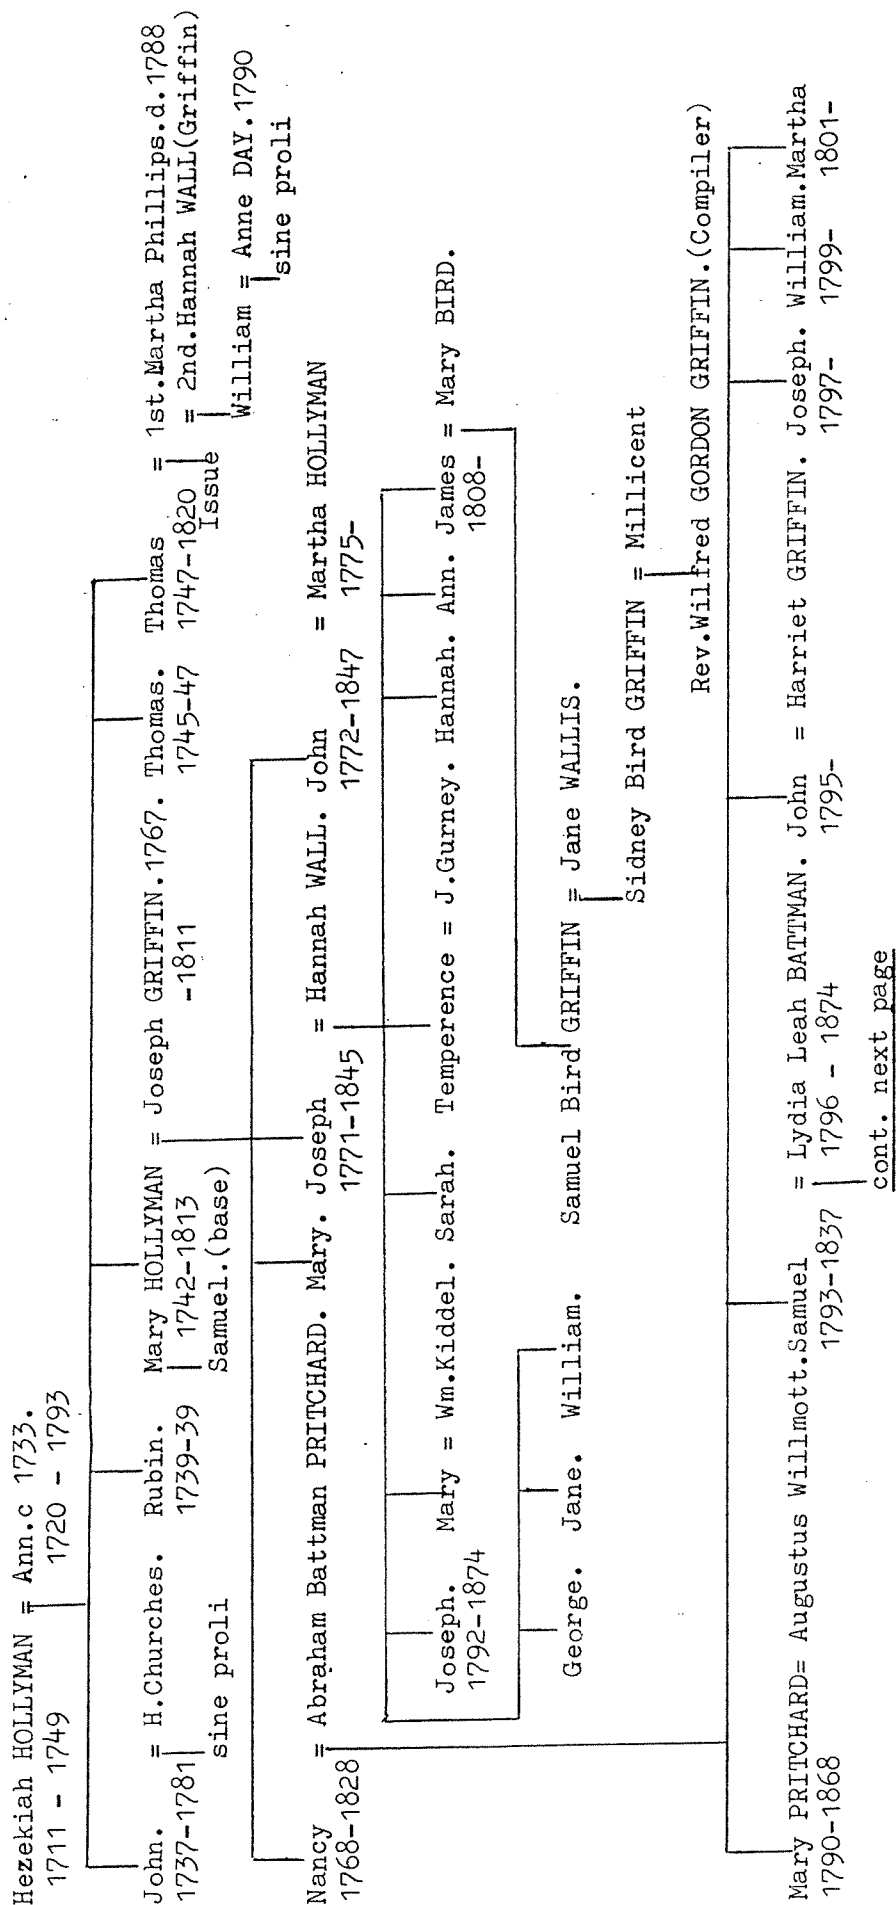 Hezekiah HOLLYMAN = Ann.c 1733.
1711 - 1749 1720 - 1793
John. = H.Churches. Rubin. Mary HOLLYMAN = Joseph GRIFFIN.1767. Thomas. Thomas = 1st.Martha Phillips.d.1788
1737-1781 1739-39 1742-1813 -1811 1745-47 1747-1820 = 2nd.Hannah WALL(Griffin)
sine proli Samuel.(base) Issue
William = Anne DAY.1790
sine proli
Nancy = Abraham Battman PRITCHARD. Mary. Joseph = Hannah WALL. John = Martha HOLLYMAN
1768-1828 1771-1845 1772-1847 1775-
Joseph. Mary = Wm.Kiddel. Sarah. Temperence = J.Gurney. Hannah. Ann. James = Mary BIRD.
1792-1874 1808-
George. Jane. William. Samuel Bird GRIFFIN = Jane WALLIS.
Sidney Bird GRIFFIN = Millicent
Rev.Wilfred GORDON GRIFFIN.(Compiler)
Mary PRITCHARD= Augustus Willmott.Samuel = Lydia Leah BATTMAN. John = Harriet GRIFFIN. Joseph. William.Martha
1790-1868 1793-1837 1796 - 1874 1795- 1797- 1799- 1801-
cont. next page